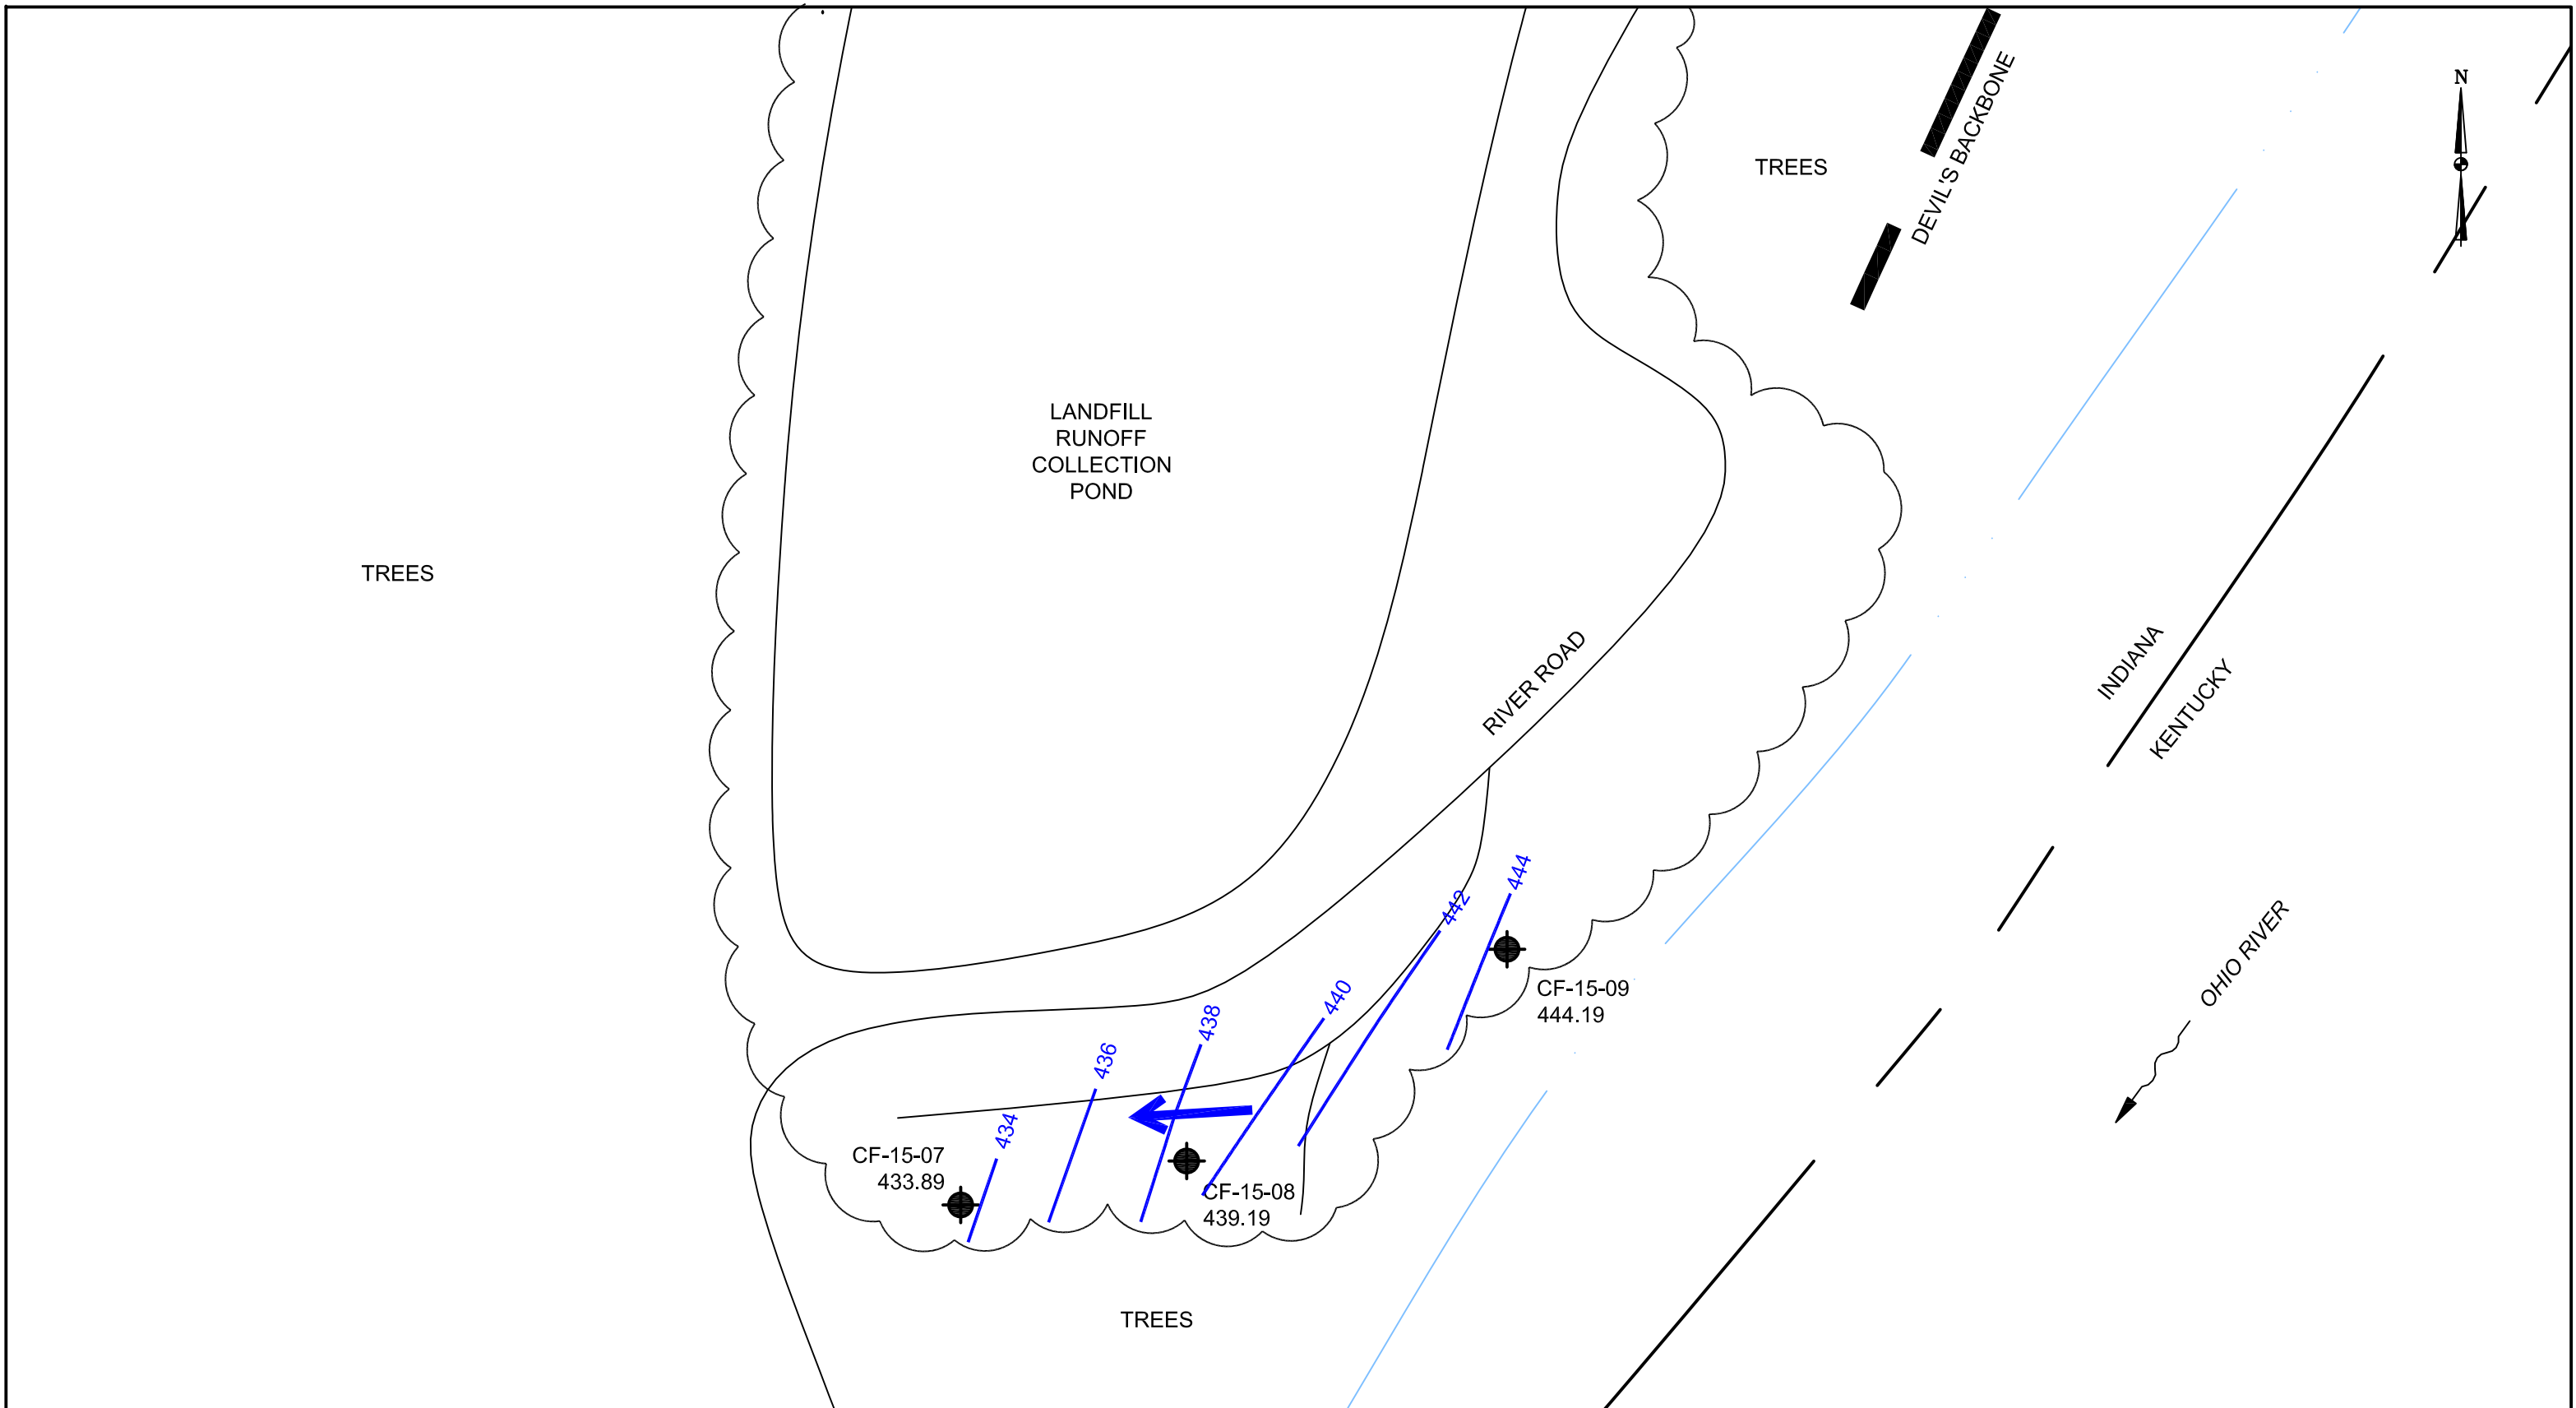 N
DEVIL'S BACKBONE
TREES
LANDFILL
RUNOFF
COLLECTION
POND
TREES
RIVER ROAD
INDIANA
KENTUCKY
OHIO RIVER
444
442
440
438
436
434
CF-15-09
444.19
CF-15-07
433.89
CF-15-08
439.19
TREES